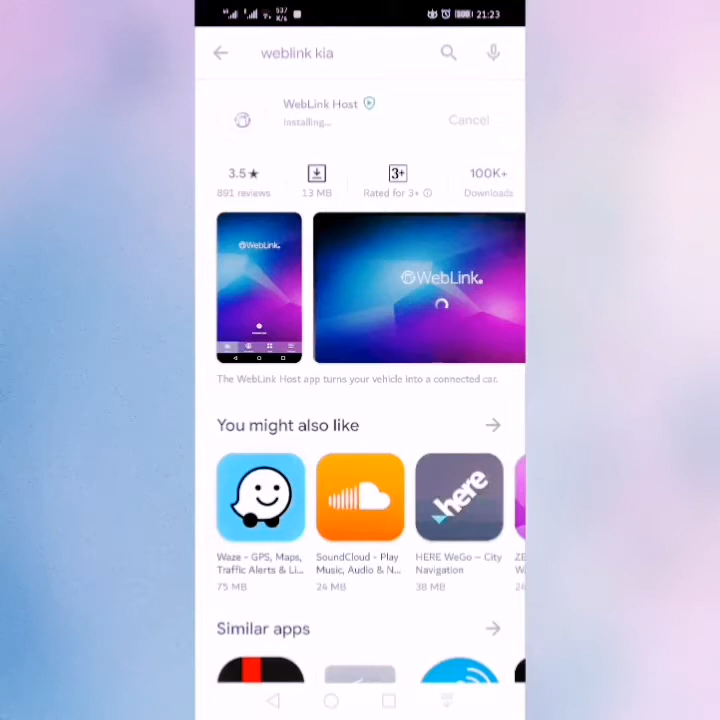 537
K/s
21:23
weblink kia
WebLink Host
Installing...
Cancel
3.5★
891 reviews
13 MB
3+
Rated for 3+
100K+
Downloads
WebLink.
WebLink.
The WebLink Host app turns your vehicle into a connected car.
You might also like
here
Waze - GPS, Maps,
Traffic Alerts & Li...
75 MB
SoundCloud - Play
Music, Audio & N...
24 MB
HERE WeGo – City
Navigation
38 MB
Similar apps